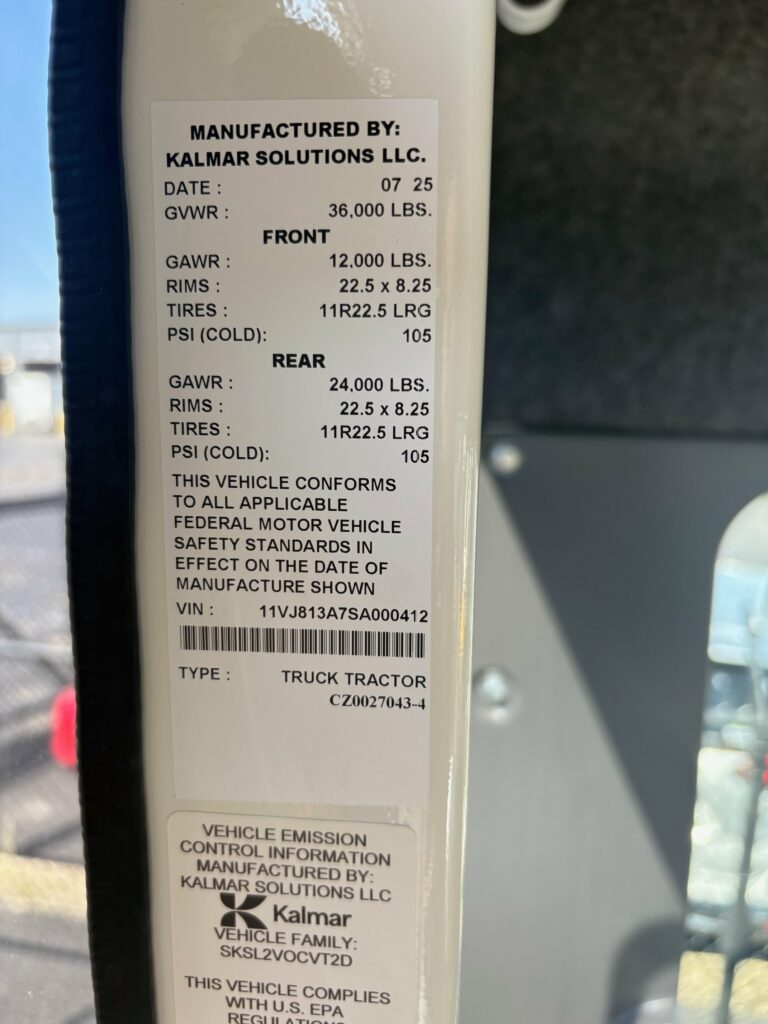 MANUFACTURED BY:
KALMAR SOLUTIONS LLC.
DATE : 07 25
GVWR : 36,000 LBS.
FRONT
GAWR : 12,000 LBS.
RIMS : 22.5 x 8.25
TIRES : 11R22.5 LRG
PSI (COLD): 105
REAR
GAWR : 24,000 LBS.
RIMS : 22.5 x 8.25
TIRES : 11R22.5 LRG
PSI (COLD): 105
THIS VEHICLE CONFORMS
TO ALL APPLICABLE
FEDERAL MOTOR VEHICLE
SAFETY STANDARDS IN
EFFECT ON THE DATE OF
MANUFACTURE SHOWN
VIN : 11VJ813A7SA000412
TYPE : TRUCK TRACTOR
CZ0027043-4
VEHICLE EMISSION
CONTROL INFORMATION
MANUFACTURED BY:
KALMAR SOLUTIONS LLC
Kalmar
VEHICLE FAMILY:
SKSL2VOCVT2D
THIS VEHICLE COMPLIES
WITH U.S. EPA
REGULATIONS